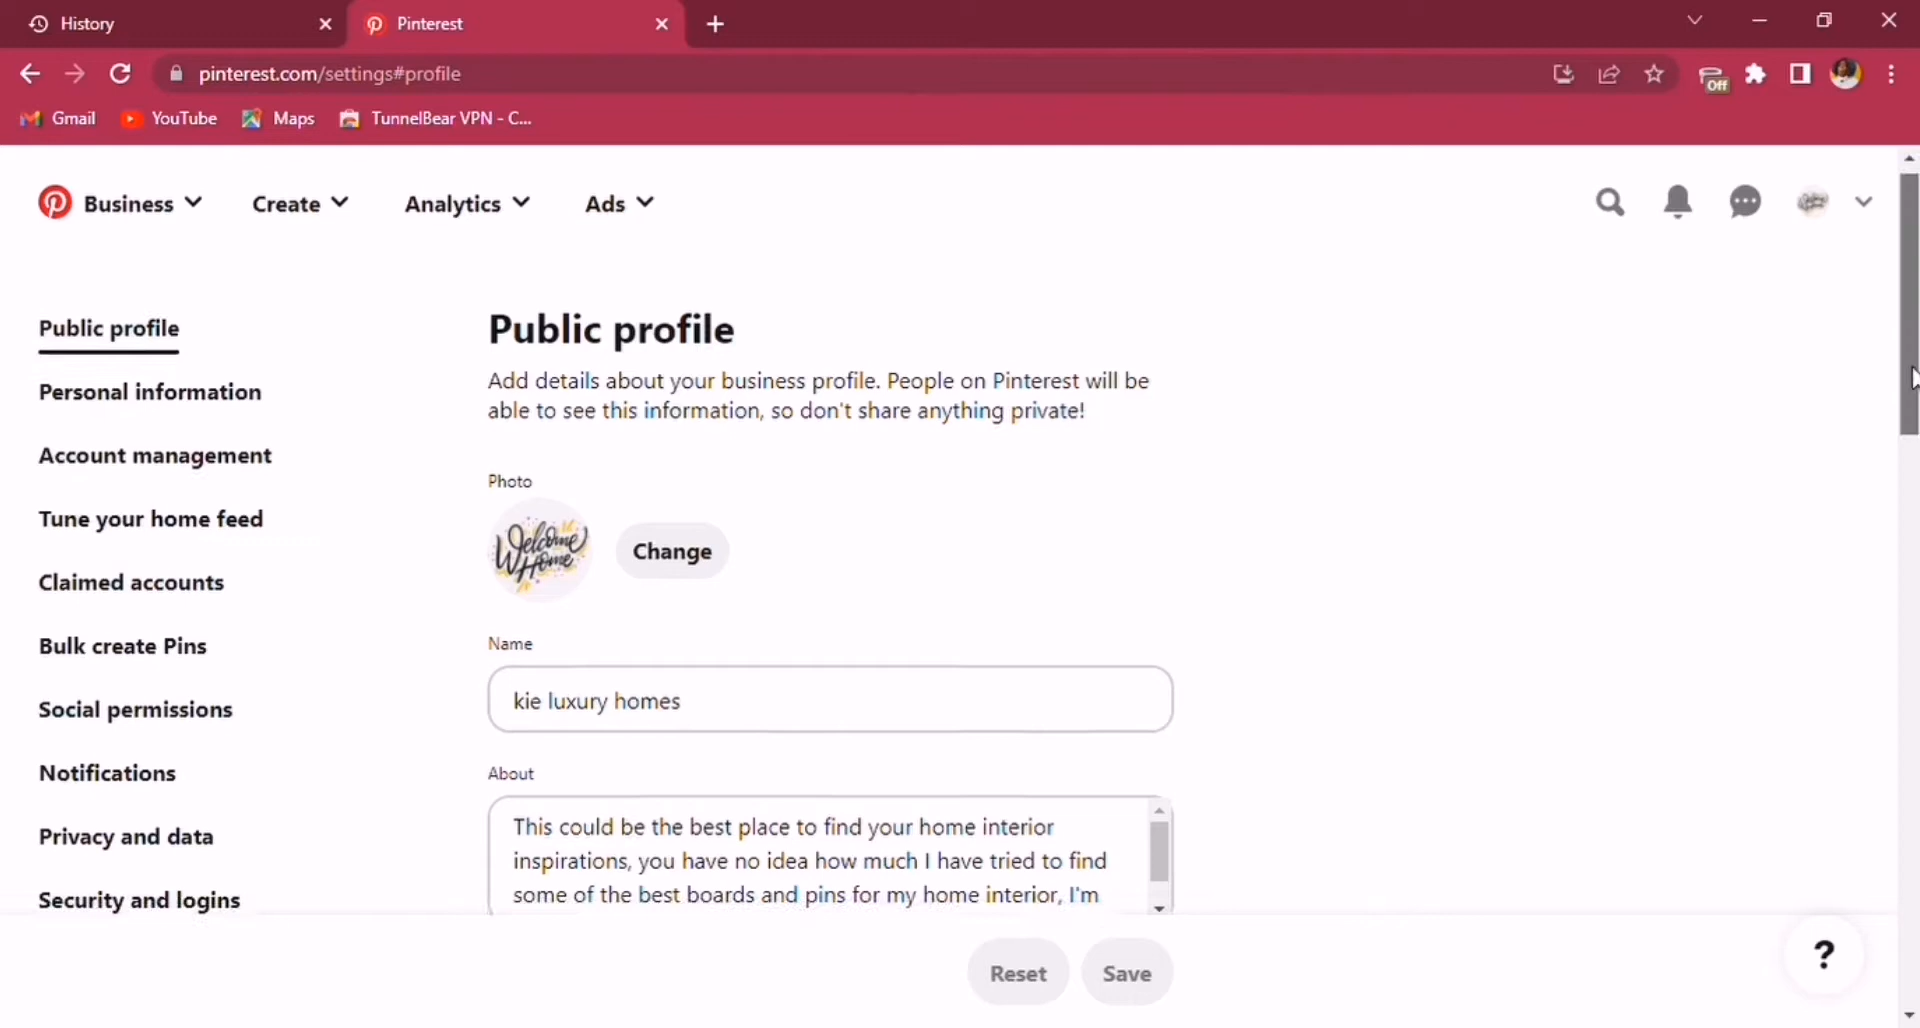 History
Pinterest
pinterest.com/settings#profile
Off
Gmail
YouTube
Maps
TunnelBear VPN - C...
Business
Create
Analytics
Ads
Public profile
Personal information
Account management
Tune your home feed
Claimed accounts
Bulk create Pins
Social permissions
Notifications
Privacy and data
Security and logins
Public profile
Add details about your business profile. People on Pinterest will be
able to see this information, so don't share anything private!
Photo
Welcome
Home
Change
Name
kie luxury homes
About
This could be the best place to find your home interior
inspirations, you have no idea how much I have tried to find
some of the best boards and pins for my home interior, I'm
Reset
Save
?